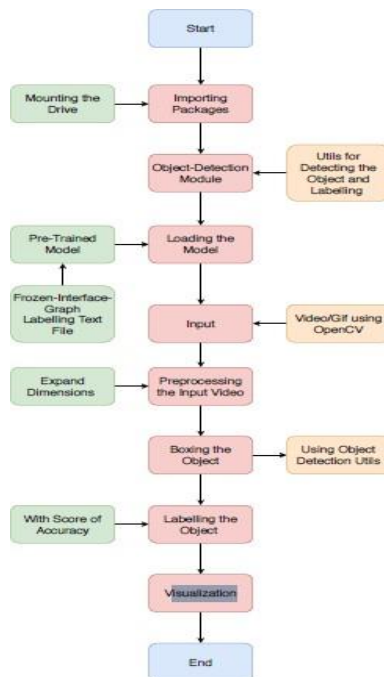 Start
Mounting the
Drive
Importing
Packages
Object-Detection
Module
Utils for
Detecting the
Object and
Labelling
Pre-Trained
Model
Loading the
Model
Frozen-Interface-
Graph
Labelling Text
File
Input
Video/Gif using
OpenCV
Expand
Dimensions
Preprocessing
the Input Video
Boxing the
Object
Using Object
Detection Utils
With Score of
Accuracy
Labelling the
Object
Visualization
End